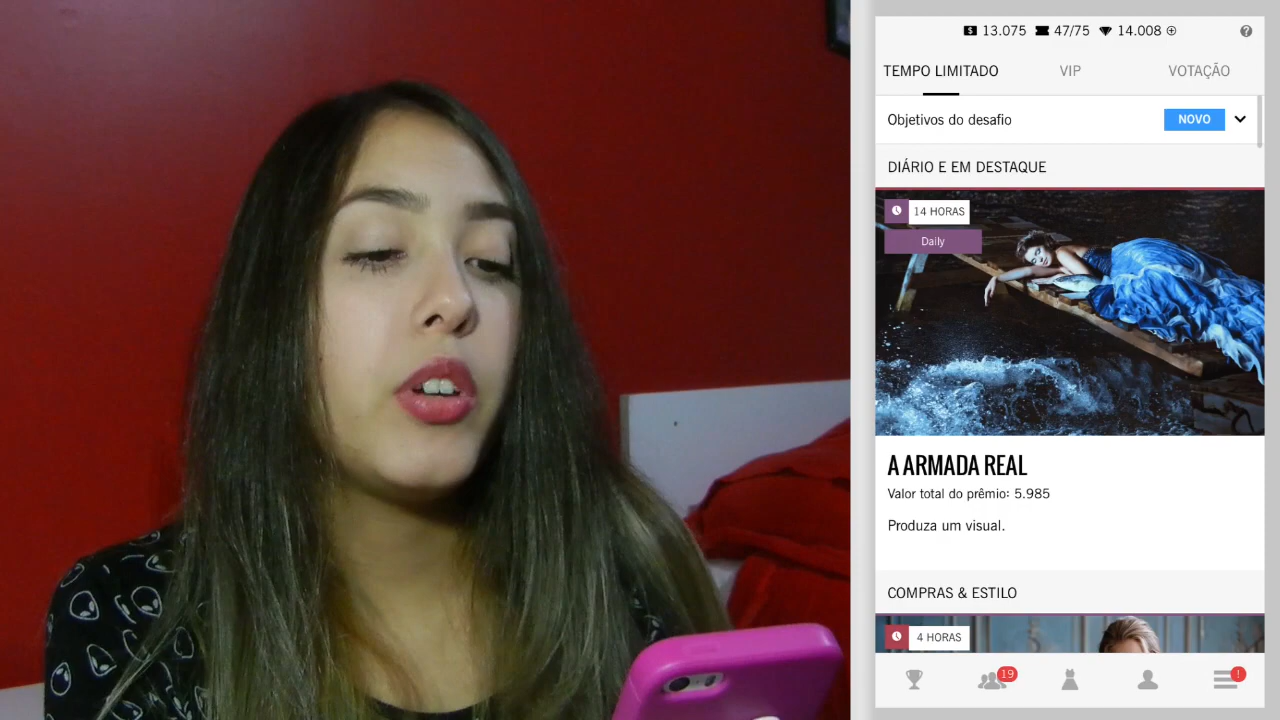 13.075 47/75 14.008
TEMPO LIMITADO VIP VOTAÇÃO
Objetivos do desafio NOVO
DIÁRIO E EM DESTAQUE
14 HORAS
Daily
A ARMADA REAL
Valor total do prêmio: 5.985
Produza um visual.
COMPRAS & ESTILO
4 HORAS
19 !